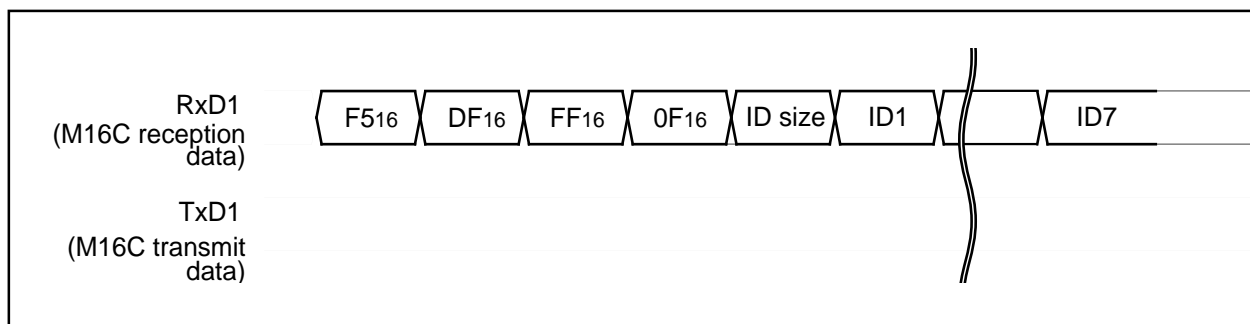 RxD1
(M16C reception
data)
F516 DF16 FF16 0F16 ID size ID1 ID7
TxD1
(M16C transmit
data)